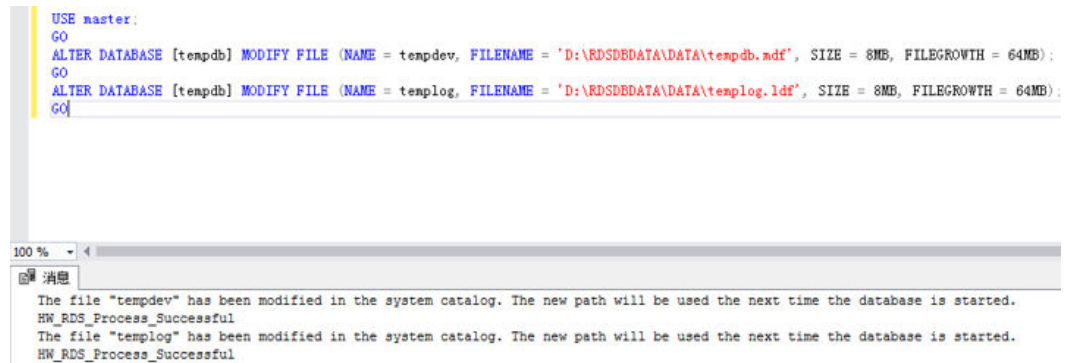 USE master;
GO
ALTER DATABASE [tempdb] MODIFY FILE (NAME = tempdev, FILENAME = 'D:\RDSDBDATA\DATA\tempdb.mdf', SIZE = 8MB, FILEGROWTH = 64MB);
GO
ALTER DATABASE [tempdb] MODIFY FILE (NAME = templog, FILENAME = 'D:\RDSDBDATA\DATA\templog.ldf', SIZE = 8MB, FILEGROWTH = 64MB);
GO
100 %
消息
The file "tempdev" has been modified in the system catalog. The new path will be used the next time the database is started.
HW_RDS_Process_Successful
The file "templog" has been modified in the system catalog. The new path will be used the next time the database is started.
HW_RDS_Process_Successful